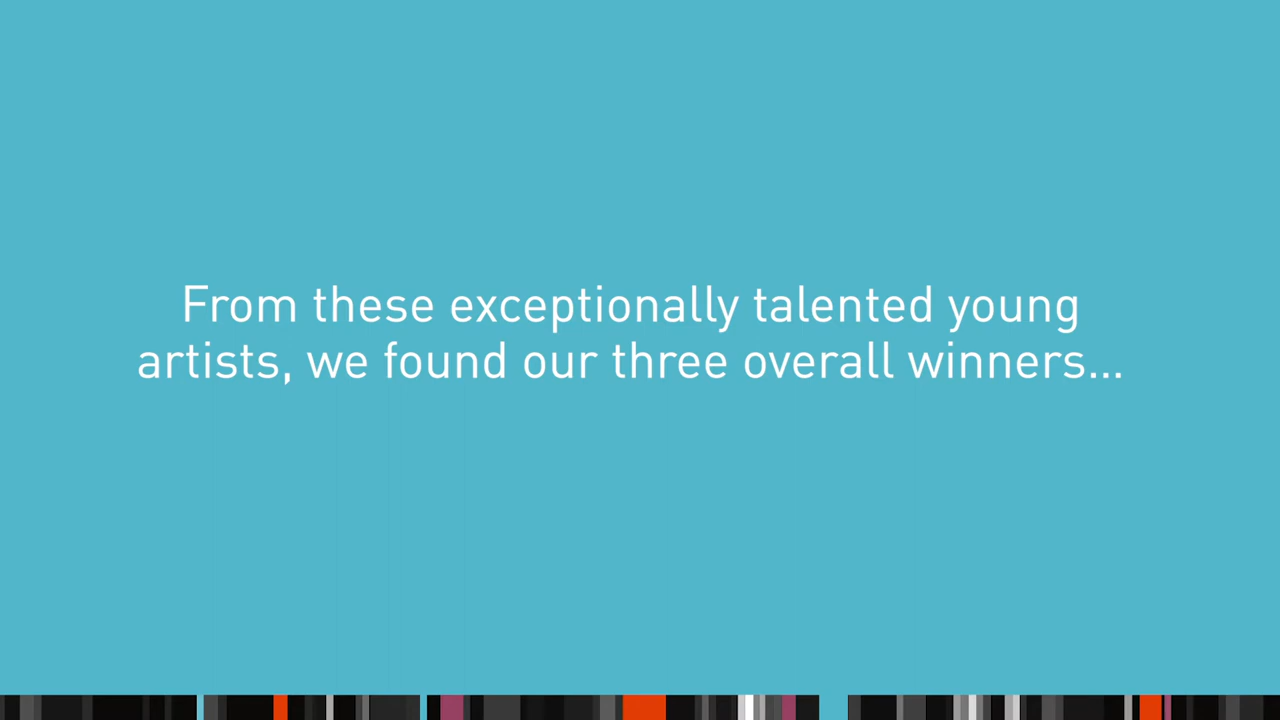 From these exceptionally talented young
artists, we found our three overall winners...